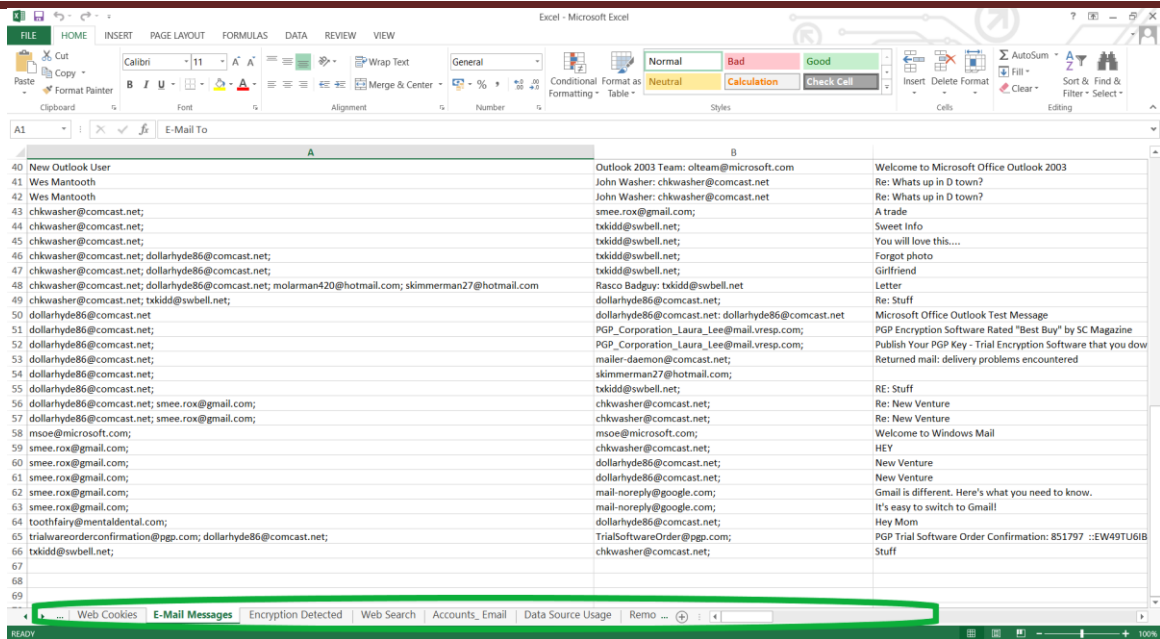 Excel - Microsoft Excel
FILE HOME INSERT PAGE LAYOUT FORMULAS DATA REVIEW VIEW
Paste
Cut
Copy
Format Painter
Clipboard
Calibri 11
B I U
Font
Wrap Text
Merge & Center
Alignment
General
$ % ,
Number
Conditional Formatting
Format as Table
Normal Bad Good
Neutral Calculation Check Cell
Styles
Insert Delete Format
Cells
AutoSum
Fill
Clear
Sort & Filter
Find & Select
Editing
A1 fx E-Mail To
A B
40 New Outlook User Outlook 2003 Team: olteam@microsoft.com Welcome to Microsoft Office Outlook 2003
41 Wes Mantooth John Washer: chkwasher@comcast.net Re: Whats up in D town?
42 Wes Mantooth John Washer: chkwasher@comcast.net Re: Whats up in D town?
43 chkwasher@comcast.net; smee.rox@gmail.com; A trade
44 chkwasher@comcast.net; txkidd@swbell.net; Sweet Info
45 chkwasher@comcast.net; txkidd@swbell.net; You will love this....
46 chkwasher@comcast.net; dollarhyde86@comcast.net; txkidd@swbell.net; Forgot photo
47 chkwasher@comcast.net; dollarhyde86@comcast.net; txkidd@swbell.net; Girlfriend
48 chkwasher@comcast.net; dollarhyde86@comcast.net; molarman420@hotmail.com; skimmerman27@hotmail.com Rasco Badguy: txkidd@swbell.net Letter
49 chkwasher@comcast.net; txkidd@swbell.net; dollarhyde86@comcast.net; Re: Stuff
50 dollarhyde86@comcast.net dollarhyde86@comcast.net: dollarhyde86@comcast.net Microsoft Office Outlook Test Message
51 dollarhyde86@comcast.net; PGP_Corporation_Laura_Lee@mail.vresp.com; PGP Encryption Software Rated "Best Buy" by SC Magazine
52 dollarhyde86@comcast.net; PGP_Corporation_Laura_Lee@mail.vresp.com; Publish Your PGP Key - Trial Encryption Software that you dow
53 dollarhyde86@comcast.net; mailer-daemon@comcast.net; Returned mail: delivery problems encountered
54 dollarhyde86@comcast.net; skimmerman27@hotmail.com;
55 dollarhyde86@comcast.net; txkidd@swbell.net; RE: Stuff
56 dollarhyde86@comcast.net; smee.rox@gmail.com; chkwasher@comcast.net; Re: New Venture
57 dollarhyde86@comcast.net; smee.rox@gmail.com; chkwasher@comcast.net; Re: New Venture
58 msoe@microsoft.com; msoe@microsoft.com; Welcome to Windows Mail
59 smee.rox@gmail.com; chkwasher@comcast.net; HEY
60 smee.rox@gmail.com; dollarhyde86@comcast.net; New Venture
61 smee.rox@gmail.com; dollarhyde86@comcast.net; New Venture
62 smee.rox@gmail.com; mail-noreply@google.com; Gmail is different. Here's what you need to know.
63 smee.rox@gmail.com; mail-noreply@google.com; It's easy to switch to Gmail!
64 toothfairy@mentaldental.com; dollarhyde86@comcast.net; Hey Mom
65 trialwareorderconfirmation@pgp.com; dollarhyde86@comcast.net; TrialSoftwareOrder@pgp.com; PGP Trial Software Order Confirmation: 851797 ::EW49TU6IB
66 txkidd@swbell.net; chkwasher@comcast.net; Stuff
67
68
69
... Web Cookies E-Mail Messages Encryption Detected Web Search Accounts_ Email Data Source Usage Remo ...
READY 100%